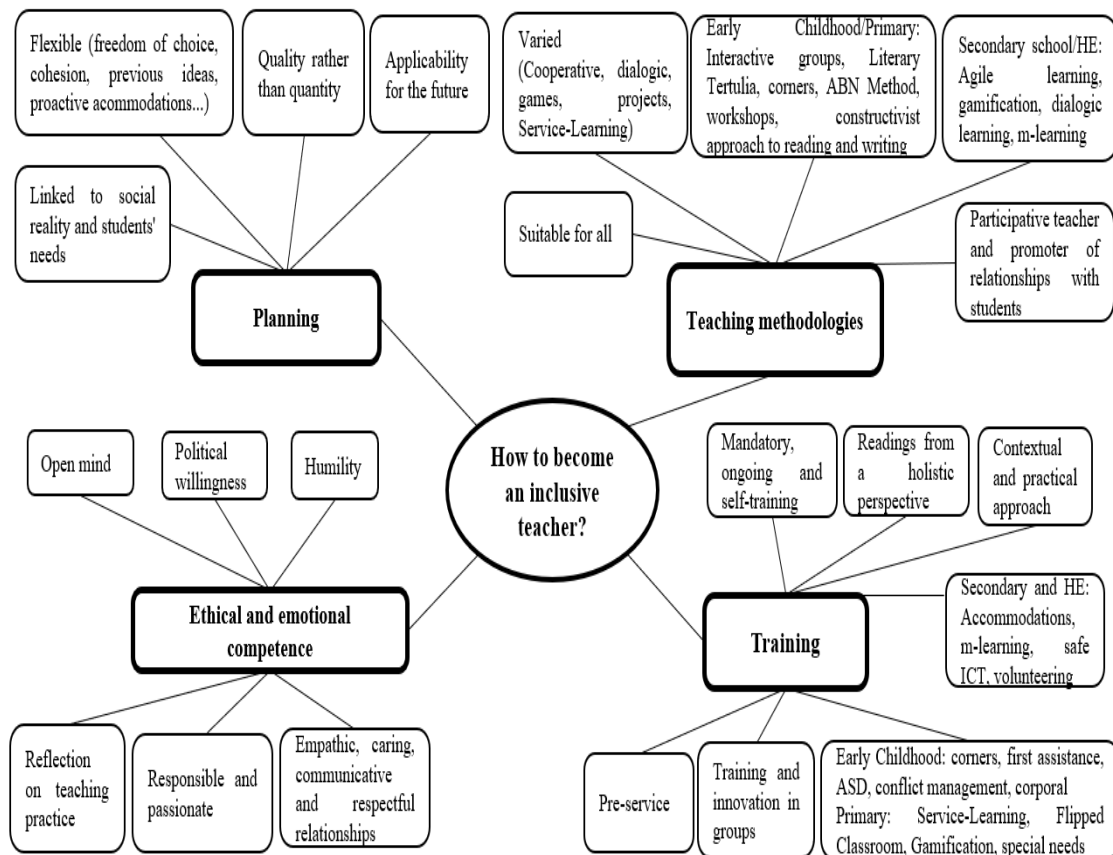 Flexible (freedom of choice,
cohesion, previous ideas,
proactive acommodations...)
Quality rather
than quantity
Applicability
for the future
Linked to social
reality and students'
needs
Planning
Varied
(Cooperative, dialogic,
games, projects,
Service-Learning)
Early Childhood/Primary:
Interactive groups, Literary
Tertulia, corners, ABN Method,
workshops, constructivist
approach to reading and writing
Secondary school/HE:
Agile learning,
gamification, dialogic
learning, m-learning
Suitable for all
Participative teacher
and promoter of
relationships with
students
Teaching methodologies
How to become
an inclusive
teacher?
Open mind
Political
willingness
Humility
Ethical and emotional
competence
Reflection
on teaching
practice
Responsible and
passionate
Empathic, caring,
communicative
and respectful
relationships
Mandatory,
ongoing and
self-training
Readings from
a holistic
perspective
Contextual
and practical
approach
Training
Secondary and HE:
Accommodations,
m-learning, safe
ICT, volunteering
Pre-service
Training and
innovation in
groups
Early Childhood: corners, first assistance,
ASD, conflict management, corporal
Primary: Service-Learning, Flipped
Classroom, Gamification, special needs